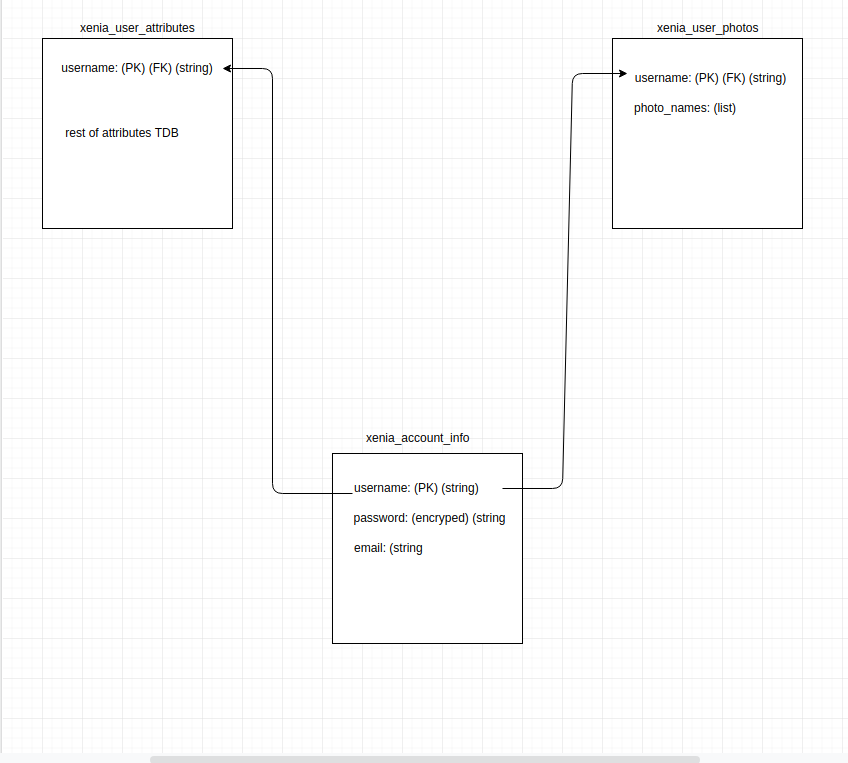 xenia_user_attributes
username: (PK) (FK) (string)
rest of attributes TDB
xenia_user_photos
username: (PK) (FK) (string)
photo_names: (list)
xenia_account_info
username: (PK) (string)
password: (encryped) (string
email: (string